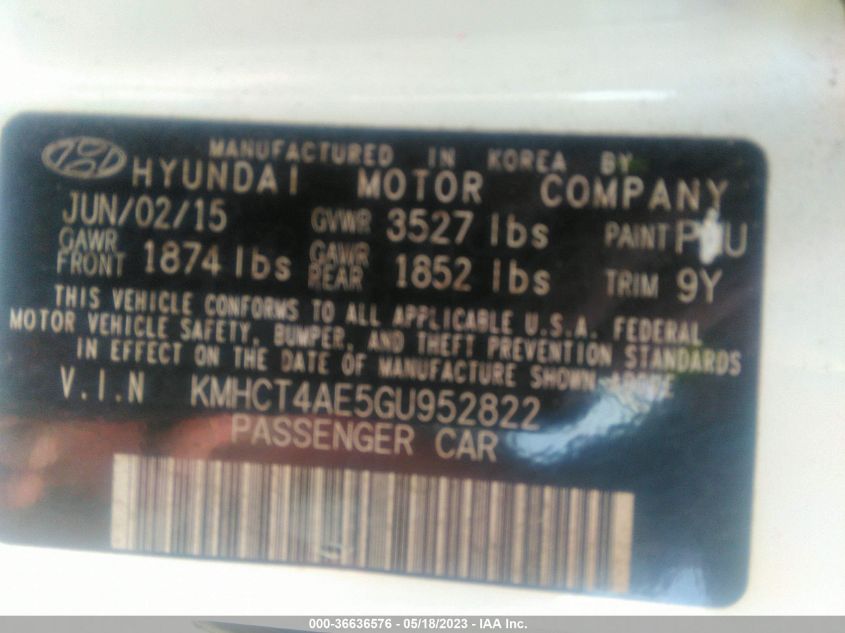 MANUFACTURED IN KOREA BY
HYUNDAI MOTOR COMPANY
JUN/02/15 GVWR 3527 lbs PAINT
GAWR FRONT 1874 lbs GAWR REAR 1852 lbs TRIM 9Y
THIS VEHICLE CONFORMS TO ALL APPLICABLE U.S.A. FEDERAL
MOTOR VEHICLE SAFETY, BUMPER, AND THEFT PREVENTION STANDARDS
IN EFFECT ON THE DATE OF MANUFACTURE SHOWN ABOVE
V.I.N KMHCT4AE5GU952822
PASSENGER CAR
000-36636576 - 05/18/2023 - IAA Inc.